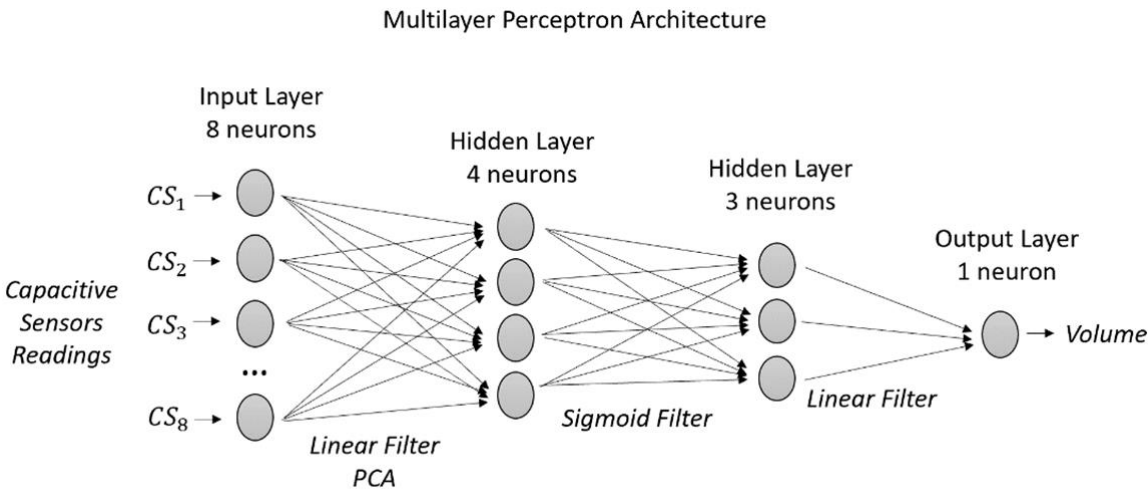 Multilayer Perceptron Architecture
Input Layer
8 neurons
Hidden Layer
4 neurons
Hidden Layer
3 neurons
Output Layer
1 neuron
CS₁
CS₂
CS₃
...
CS₈
Capacitive
Sensors
Readings
Volume
Linear Filter
PCA
Sigmoid Filter
Linear Filter